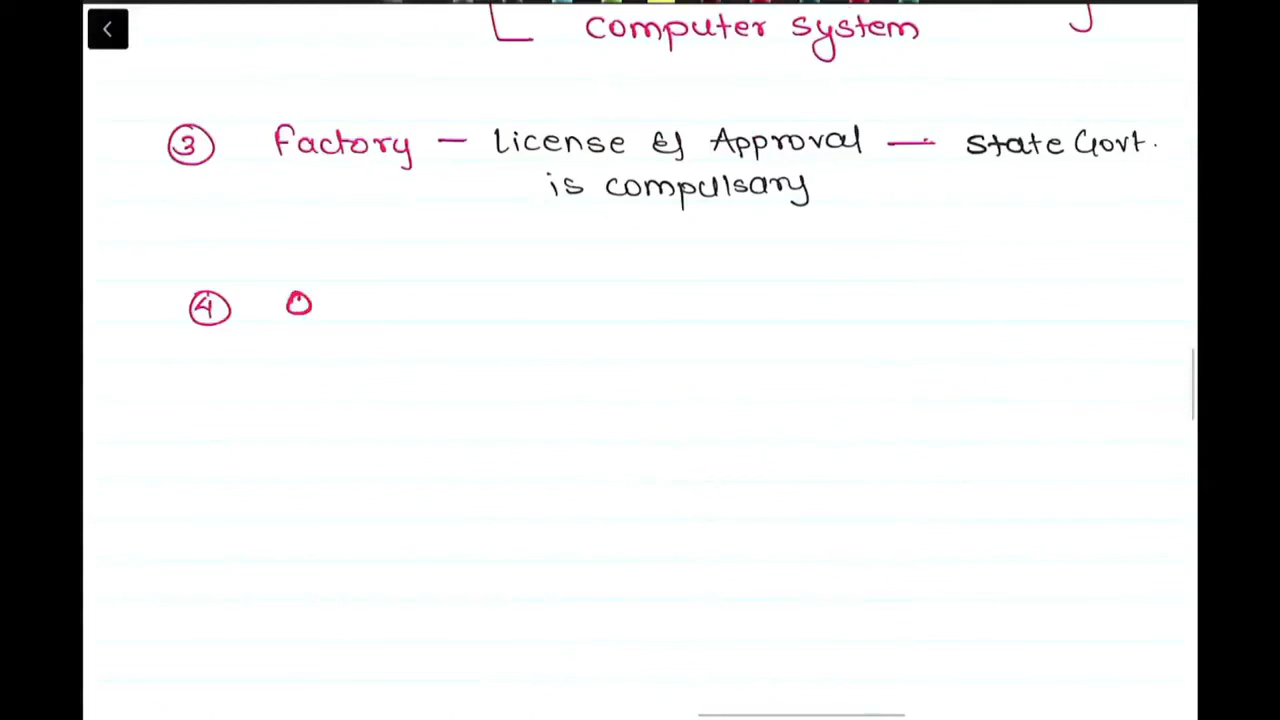 computer system
③ factory — License & Approval — state Govt.
is compulsary
④ O